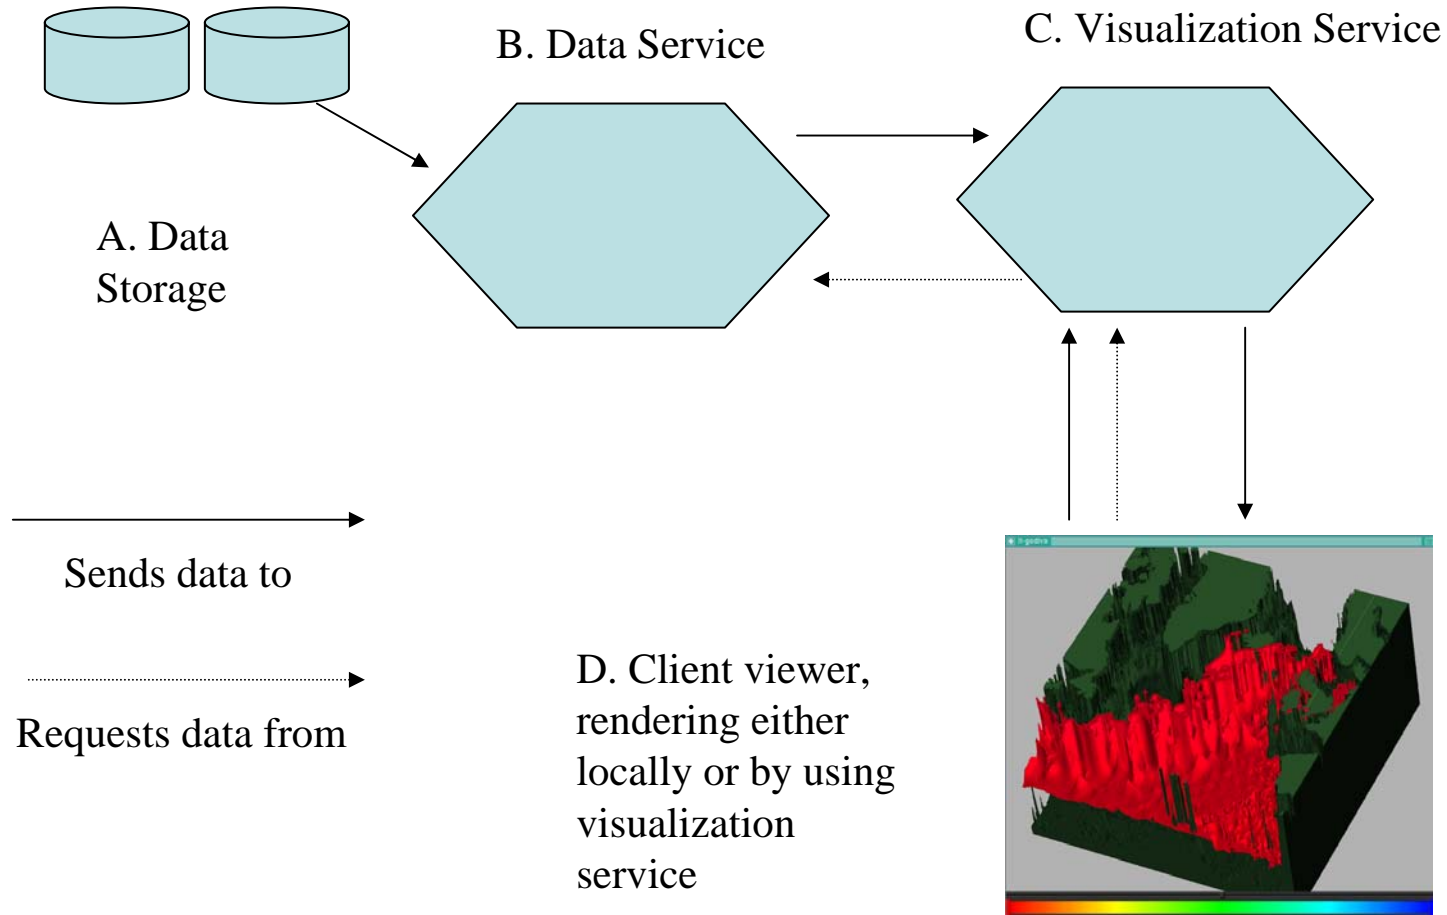 B. Data Service
C. Visualization Service
A. Data
Storage
Sends data to
Requests data from
D. Client viewer,
rendering either
locally or by using
visualization
service